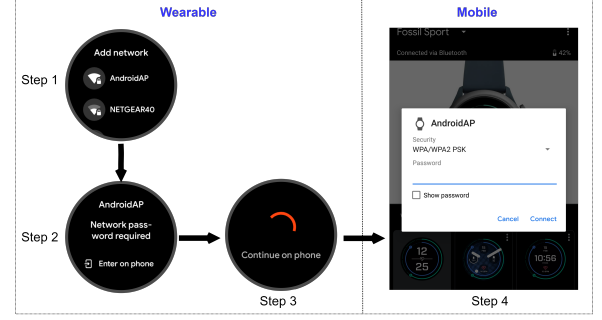 Wearable
Mobile
Step 1
Add network
AndroidAP
NETGEAR40
Step 2
AndroidAP
Network pass-
word required
Enter on phone
Continue on phone
Step 3
Fossil Sport
Connected via Bluetooth
42%
AndroidAP
Security
WPA/WPA2 PSK
Password
Show password
Cancel
Connect
12
25
10:56
Step 4